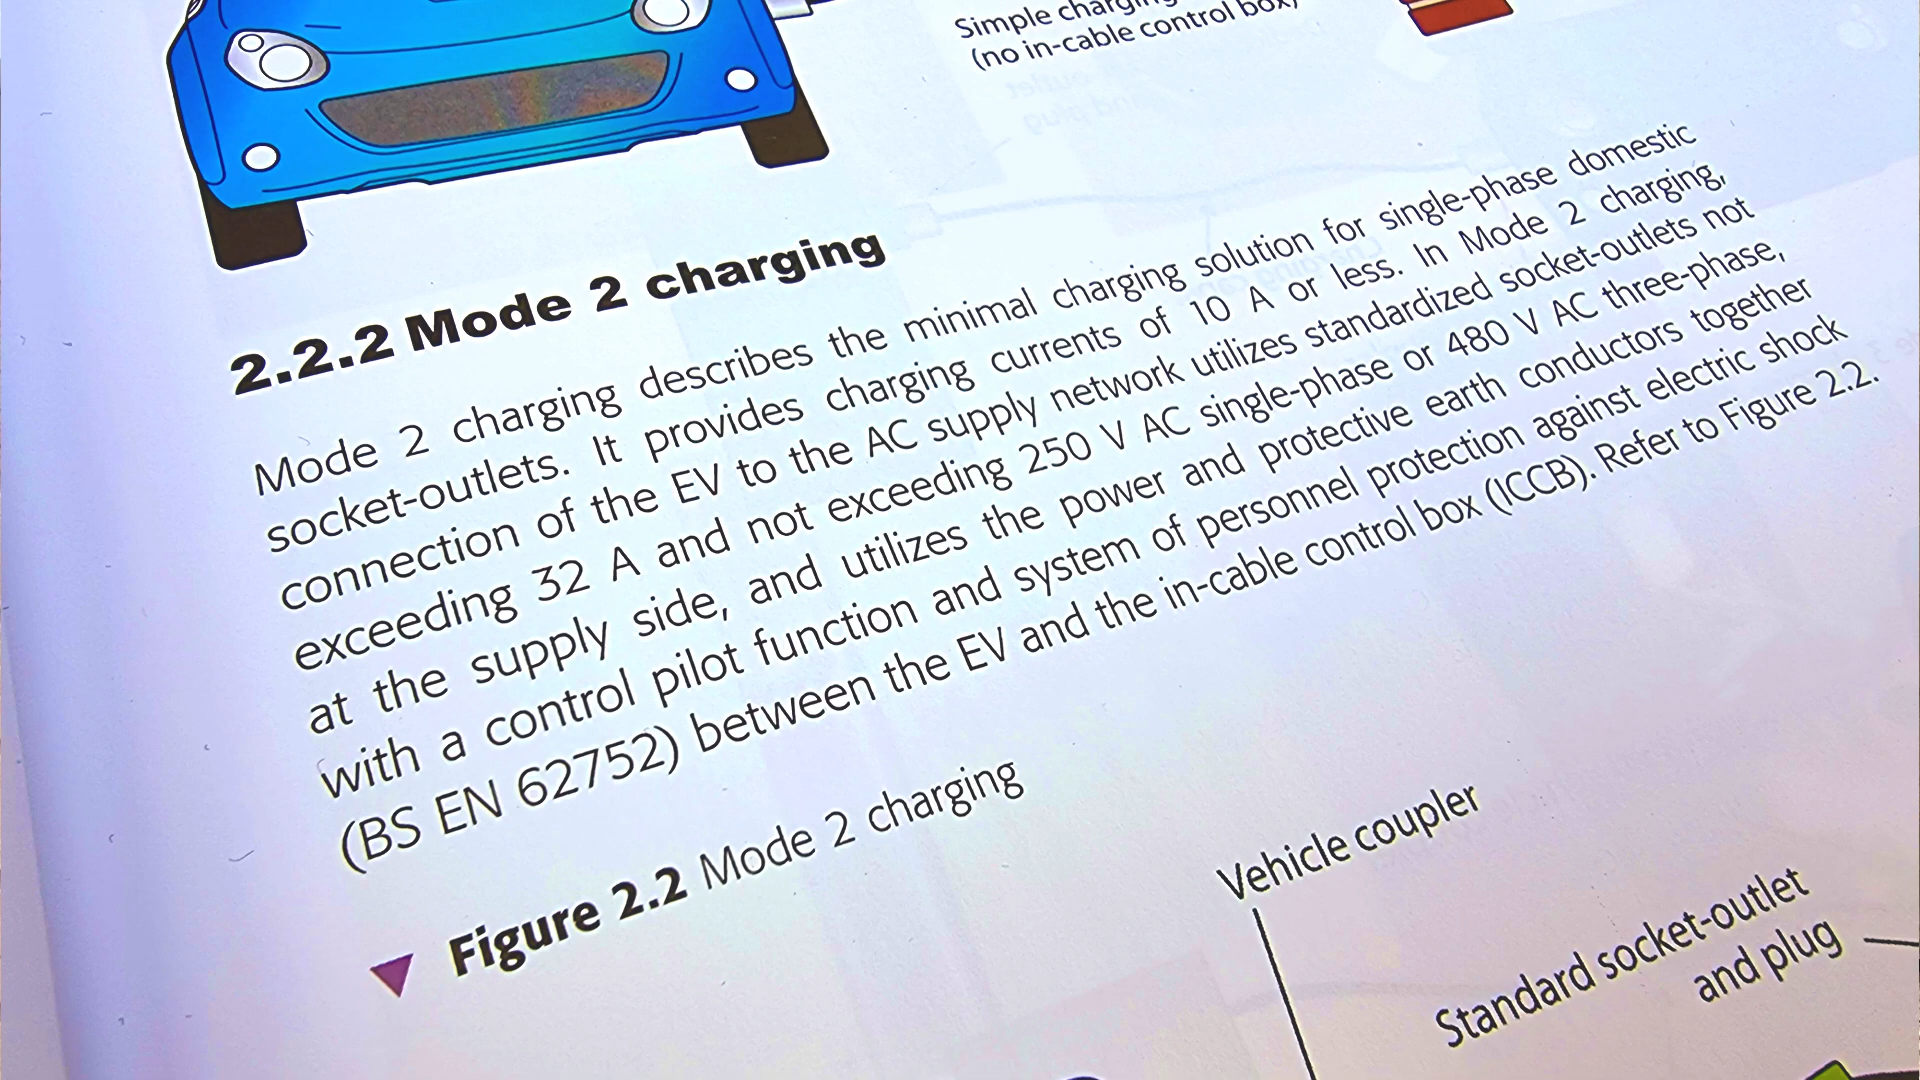 Simple charging
(no in-cable control box)
2.2.2 Mode 2 charging
Mode 2 charging describes the minimal charging solution for single-phase domestic
socket-outlets. It provides charging currents of 10 A or less. In Mode 2 charging,
connection of the EV to the AC supply network utilizes standardized socket-outlets not
exceeding 32 A and not exceeding 250 V AC single-phase or 480 V AC three-phase,
at the supply side, and utilizes the power and protective earth conductors together
with a control pilot function and system of personnel protection against electric shock
(BS EN 62752) between the EV and the in-cable control box (ICCB). Refer to Figure 2.2.
Figure 2.2 Mode 2 charging
Vehicle coupler
Standard socket-outlet
and plug